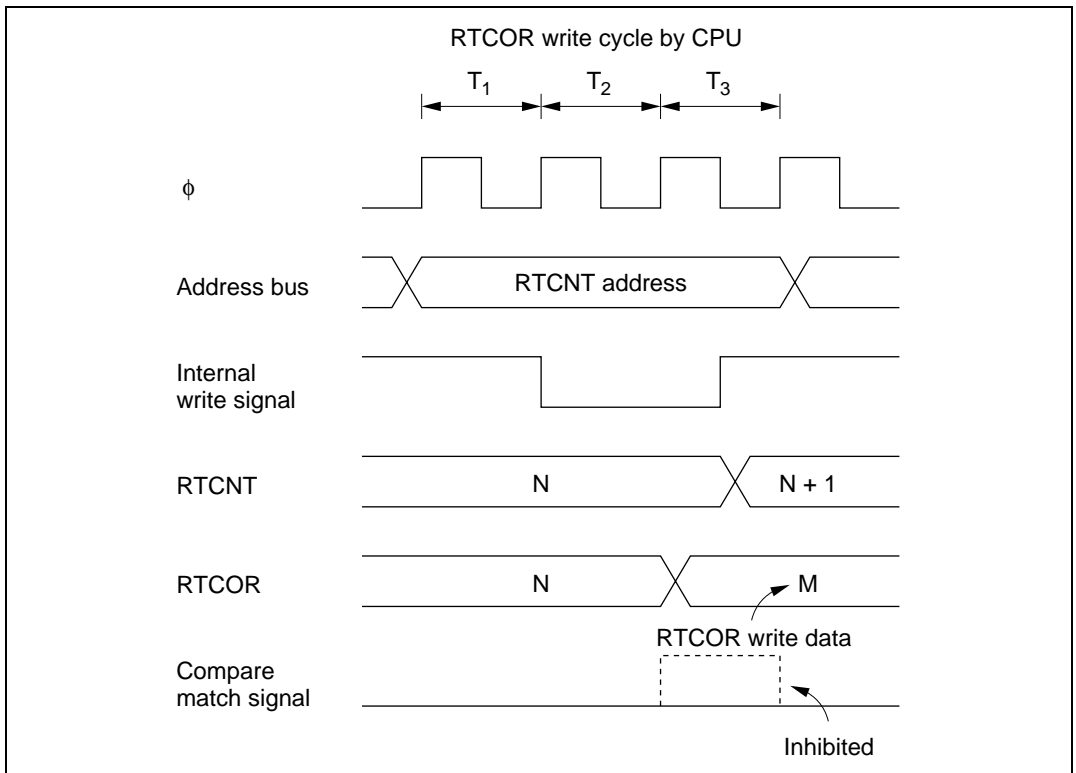 RTCOR write cycle by CPU
T1 T2 T3
ϕ
Address bus
RTCNT address
Internal
write signal
RTCNT
N
N + 1
RTCOR
N
M
RTCOR write data
Compare
match signal
Inhibited